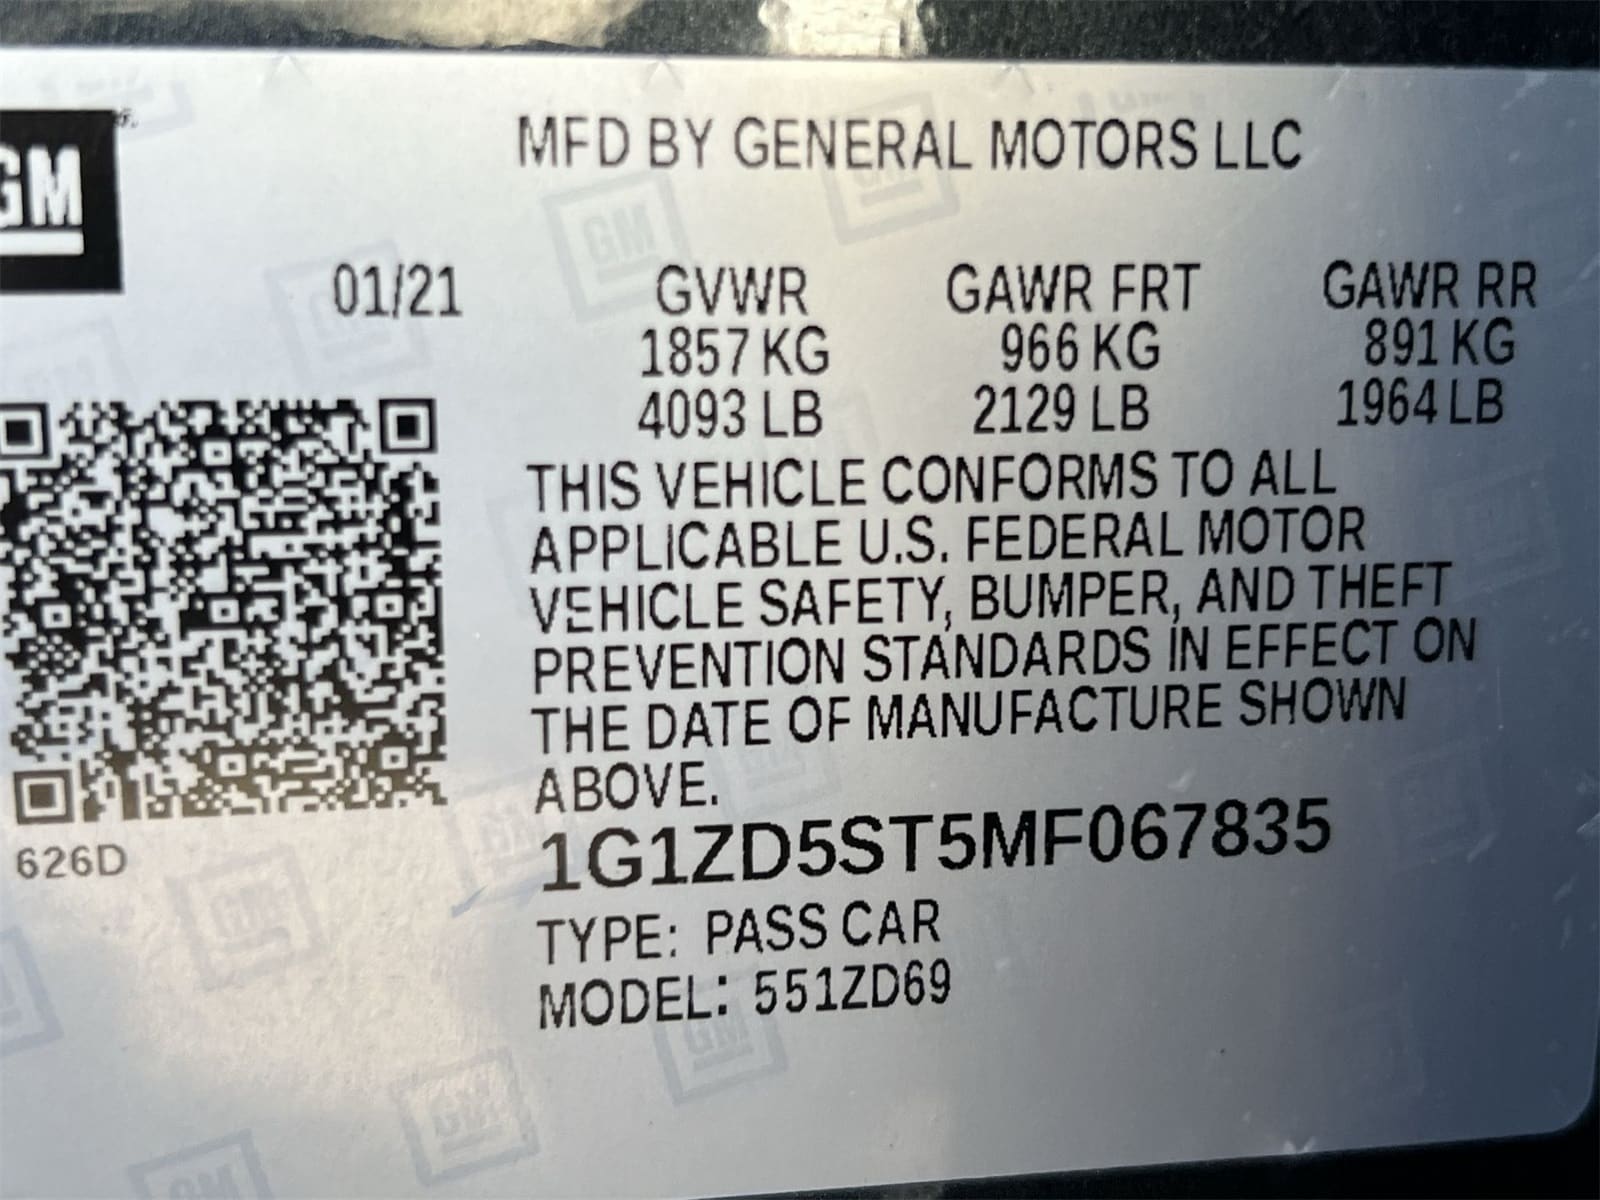 GM
MFD BY GENERAL MOTORS LLC
01/21 GVWR GAWR FRT GAWR RR
1857 KG 966 KG 891 KG
4093 LB 2129 LB 1964 LB
THIS VEHICLE CONFORMS TO ALL
APPLICABLE U.S. FEDERAL MOTOR
VEHICLE SAFETY, BUMPER, AND THEFT
PREVENTION STANDARDS IN EFFECT ON
THE DATE OF MANUFACTURE SHOWN
ABOVE.
626D
1G1ZD5ST5MF067835
TYPE: PASS CAR
MODEL: 551ZD69